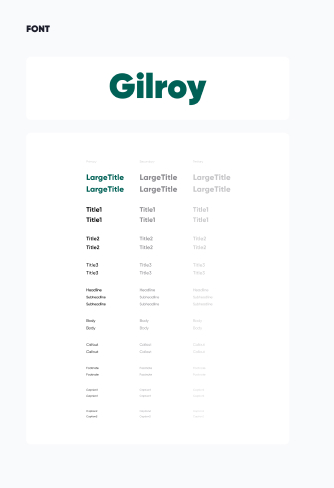 FONT
Gilroy
Primary Secondary Tertiary
LargeTitle LargeTitle LargeTitle
LargeTitle LargeTitle LargeTitle
Title1 Title1 Title1
Title1 Title1 Title1
Title2 Title2 Title2
Title2 Title2 Title2
Title3 Title3 Title3
Title3 Title3 Title3
Headline Headline Headline
Subheadline Subheadline Subheadline
Subheadline Subheadline Subheadline
Body Body Body
Body Body Body
Callout Callout Callout
Callout Callout Callout
Footnote Footnote Footnote
Footnote Footnote Footnote
Caption1 Caption1 Caption1
Caption1 Caption1 Caption1
Caption2 Caption2 Caption2
Caption2 Caption2 Caption2